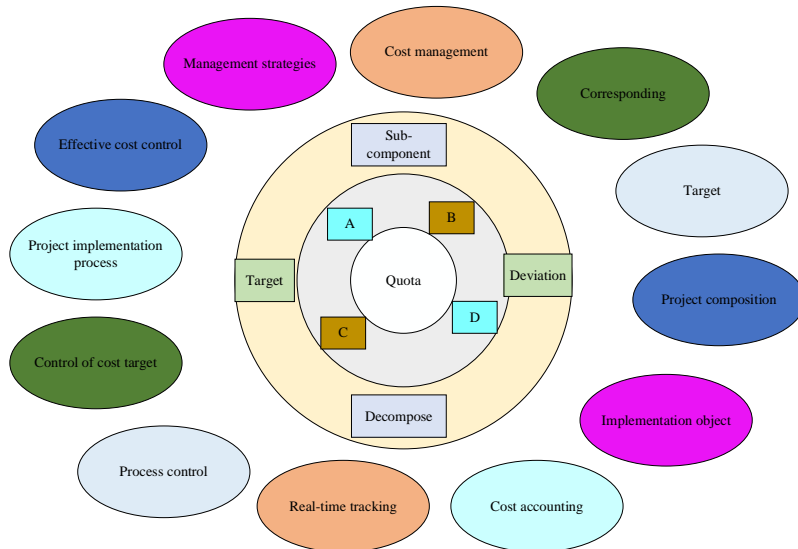 Cost management
Management strategies
Corresponding
Sub-
component
Effective cost control
Target
A
B
Project implementation
process
Target
Quota
Deviation
Project composition
D
C
Control of cost target
Decompose
Implementation object
Process control
Real-time tracking
Cost accounting